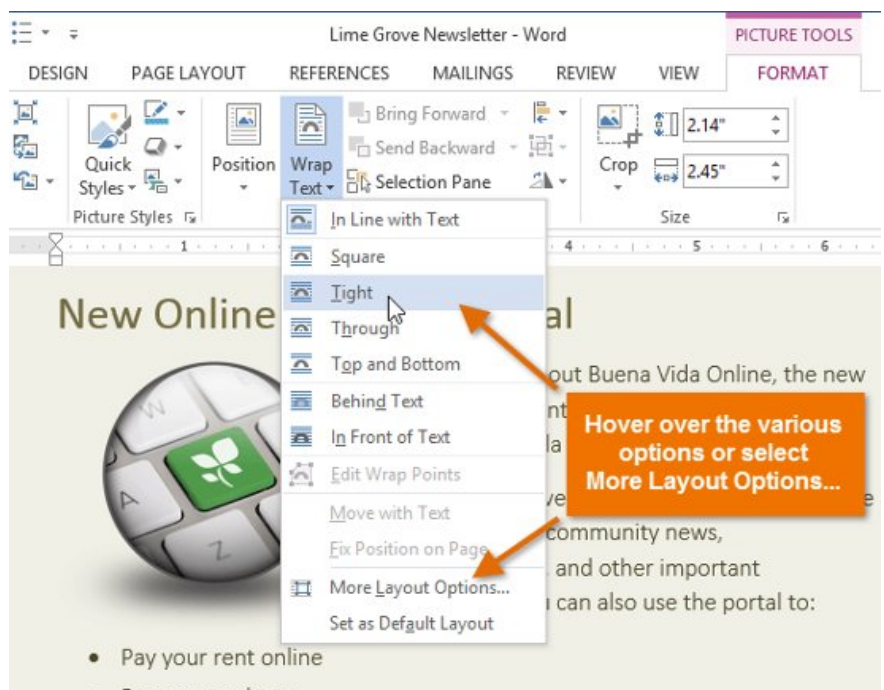 Lime Grove Newsletter - Word
PICTURE TOOLS
DESIGN PAGE LAYOUT REFERENCES MAILINGS REVIEW VIEW FORMAT
Quick Styles
Position
Wrap Text
Bring Forward
Send Backward
Selection Pane
Crop
2.14"
2.45"
Picture Styles
Size
1 4 5 6
In Line with Text
Square
Tight
Through
Top and Bottom
Behind Text
In Front of Text
Edit Wrap Points
Move with Text
Fix Position on Page
More Layout Options...
Set as Default Layout
New Online
al
out Buena Vida Online, the new
Hover over the various
options or select
More Layout Options...
community news,
and other important
can also use the portal to:
W
A
Z
• Pay your rent online